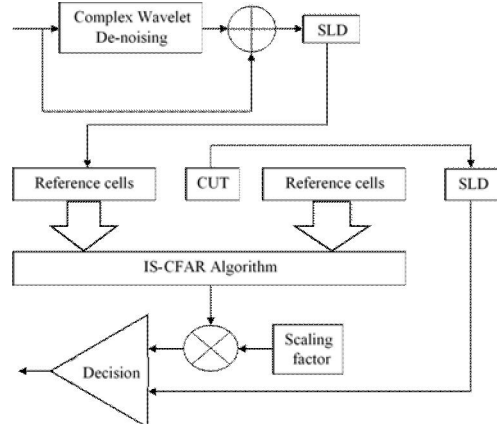 Complex Wavelet
De-noising
SLD
Reference cells
CUT
Reference cells
SLD
IS-CFAR Algorithm
Scaling
factor
Decision